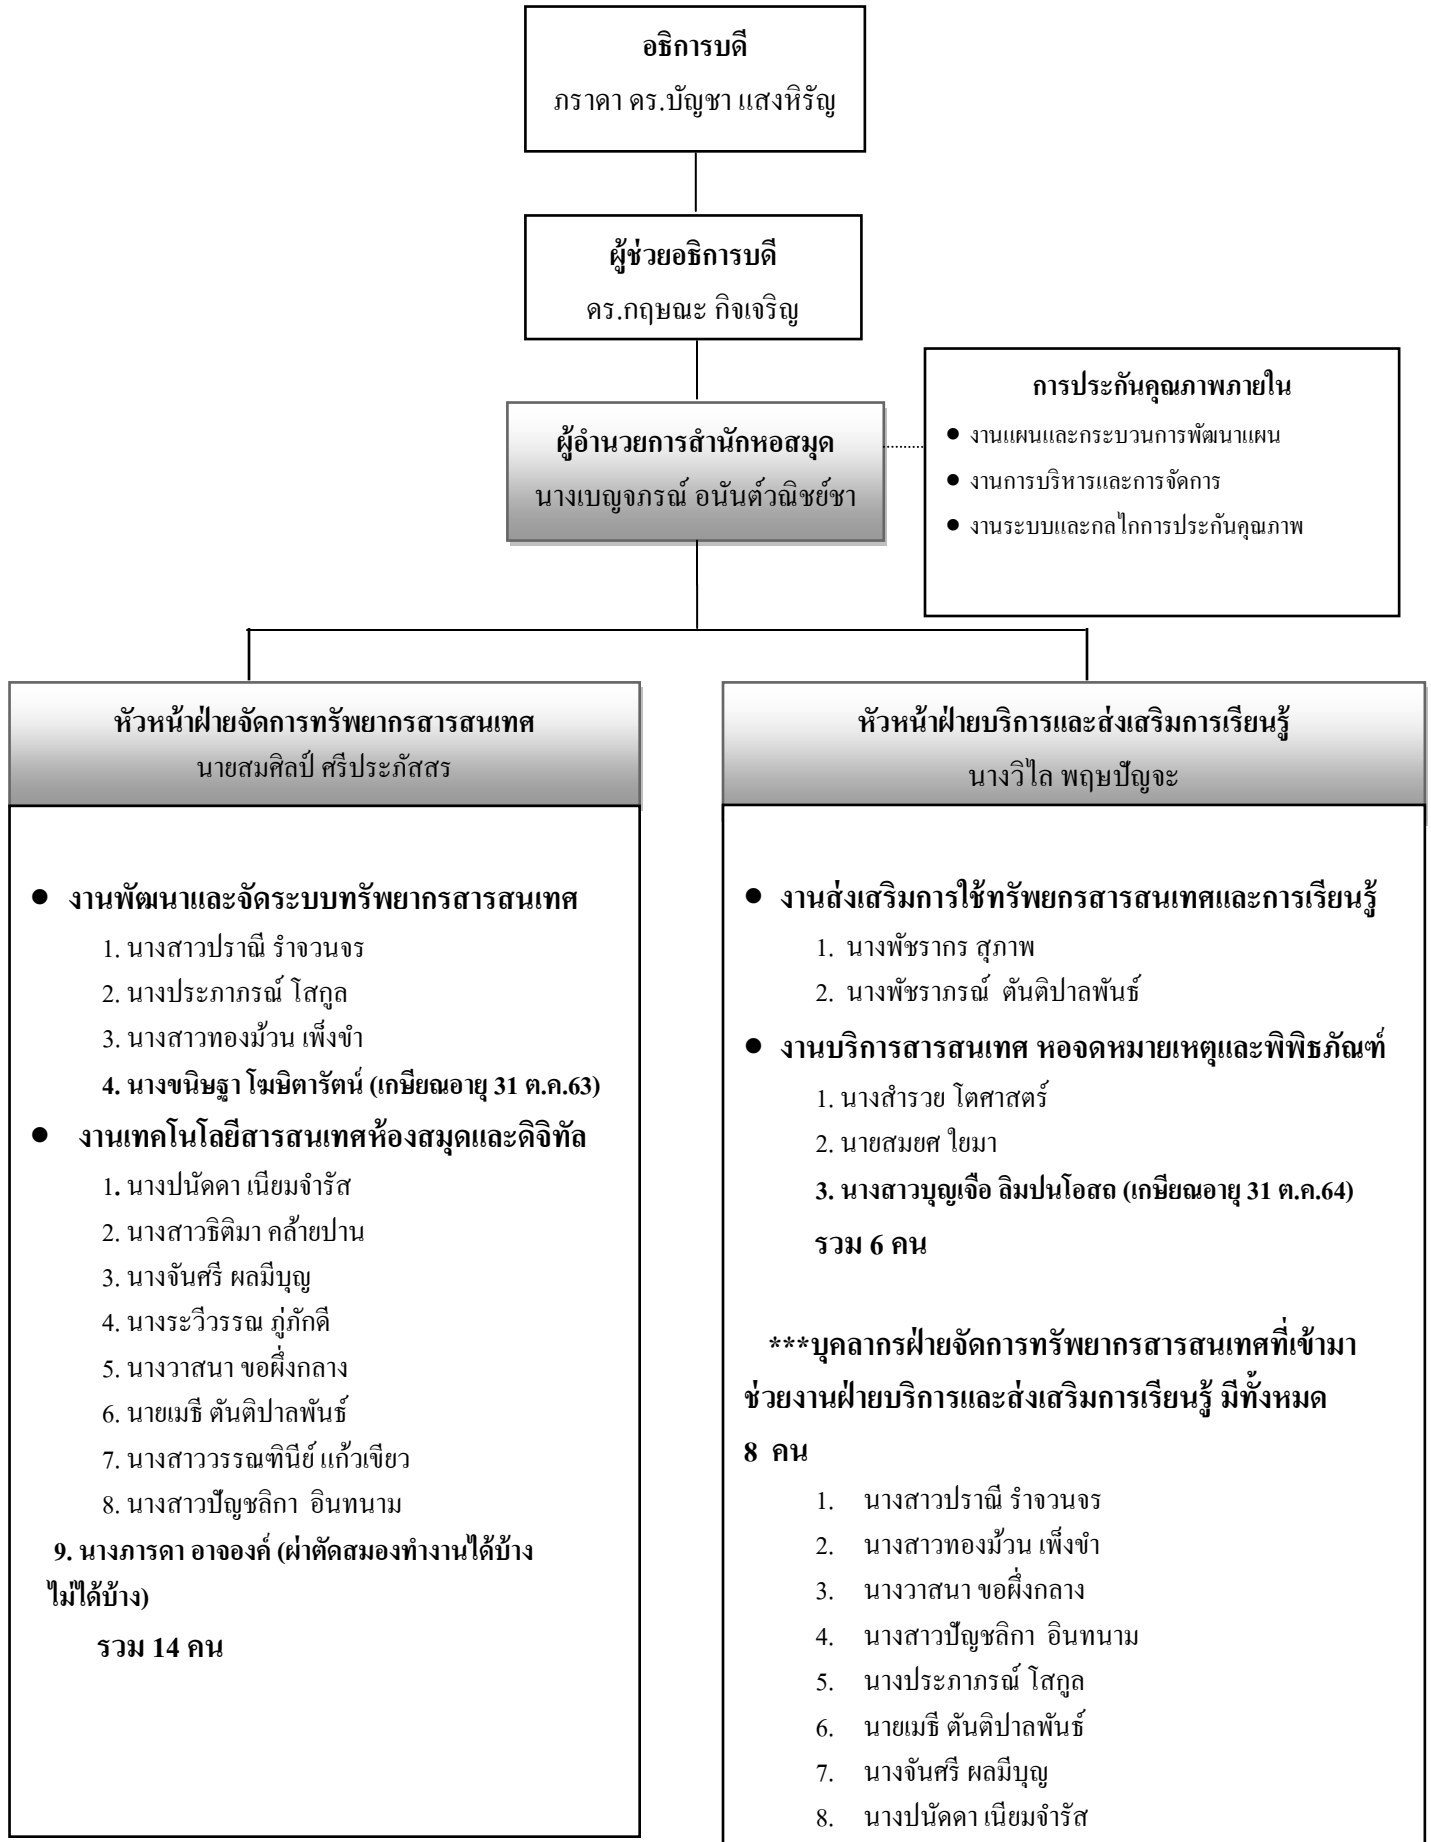 อธิการบดี
ภราดา ดร.บัญชา แสงหิรัญ
ผู้ช่วยอธิการบดี
ดร.กฤษณะ กิจเจริญ
ผู้อำนวยการสำนักหอสมุด
นางเบญจภรณ์ อนันต์วณิชย์ชา
การประกันคุณภาพภายใน
● งานแผนและกระบวนการพัฒนาแผน
● งานการบริหารและการจัดการ
● งานระบบและกลไกการประกันคุณภาพ
หัวหน้าฝ่ายจัดการทรัพยากรสารสนเทศ
นายสมศิลป์ ศรีประภัสสร
● งานพัฒนาและจัดระบบทรัพยากรสารสนเทศ
1. นางสาวปราณี รำจวนจร
2. นางประภาภรณ์ โสกูล
3. นางสาวทองม้วน เพ็งขำ
4. นางขนิษฐา โฆษิตารัตน์ (เกษียณอายุ 31 ต.ค.63)
● งานเทคโนโลยีสารสนเทศห้องสมุดและดิจิทัล
1. นางปนัดดา เนียมจำรัส
2. นางสาวธิติมา คล้ายปาน
3. นางจันศรี ผลมีบุญ
4. นางระวีวรรณ ภู่ภักดี
5. นางวาสนา ขอผึ่งกลาง
6. นายเมธี ตันติปาลพันธ์
7. นางสาววรรณฑินีย์ แก้วเขียว
8. นางสาวปัญชลิกา อินทนาม
9. นางภารดา อาจองค์ (ผ่าตัดสมองทำงานได้บ้าง
ไม่ได้บ้าง)
รวม 14 คน
หัวหน้าฝ่ายบริการและส่งเสริมการเรียนรู้
นางวิไล พฤษปัญจะ
● งานส่งเสริมการใช้ทรัพยกรสารสนเทศและการเรียนรู้
1. นางพัชรากร สุภาพ
2. นางพัชราภรณ์ ตันติปาลพันธ์
● งานบริการสารสนเทศ หอจดหมายเหตุและพิพิธภัณฑ์
1. นางสำรวย โตศาสตร์
2. นายสมยศ ใยมา
3. นางสาวบุญเจือ ลิมปนโอสถ (เกษียณอายุ 31 ต.ค.64)
รวม 6 คน
***บุคลากรฝ่ายจัดการทรัพยากรสารสนเทศที่เข้ามา
ช่วยงานฝ่ายบริการและส่งเสริมการเรียนรู้ มีทั้งหมด
8 คน
1. นางสาวปราณี รำจวนจร
2. นางสาวทองม้วน เพ็งขำ
3. นางวาสนา ขอผึ่งกลาง
4. นางสาวปัญชลิกา อินทนาม
5. นางประภาภรณ์ โสกูล
6. นายเมธี ตันติปาลพันธ์
7. นางจันศรี ผลมีบุญ
8. นางปนัดดา เนียมจำรัส